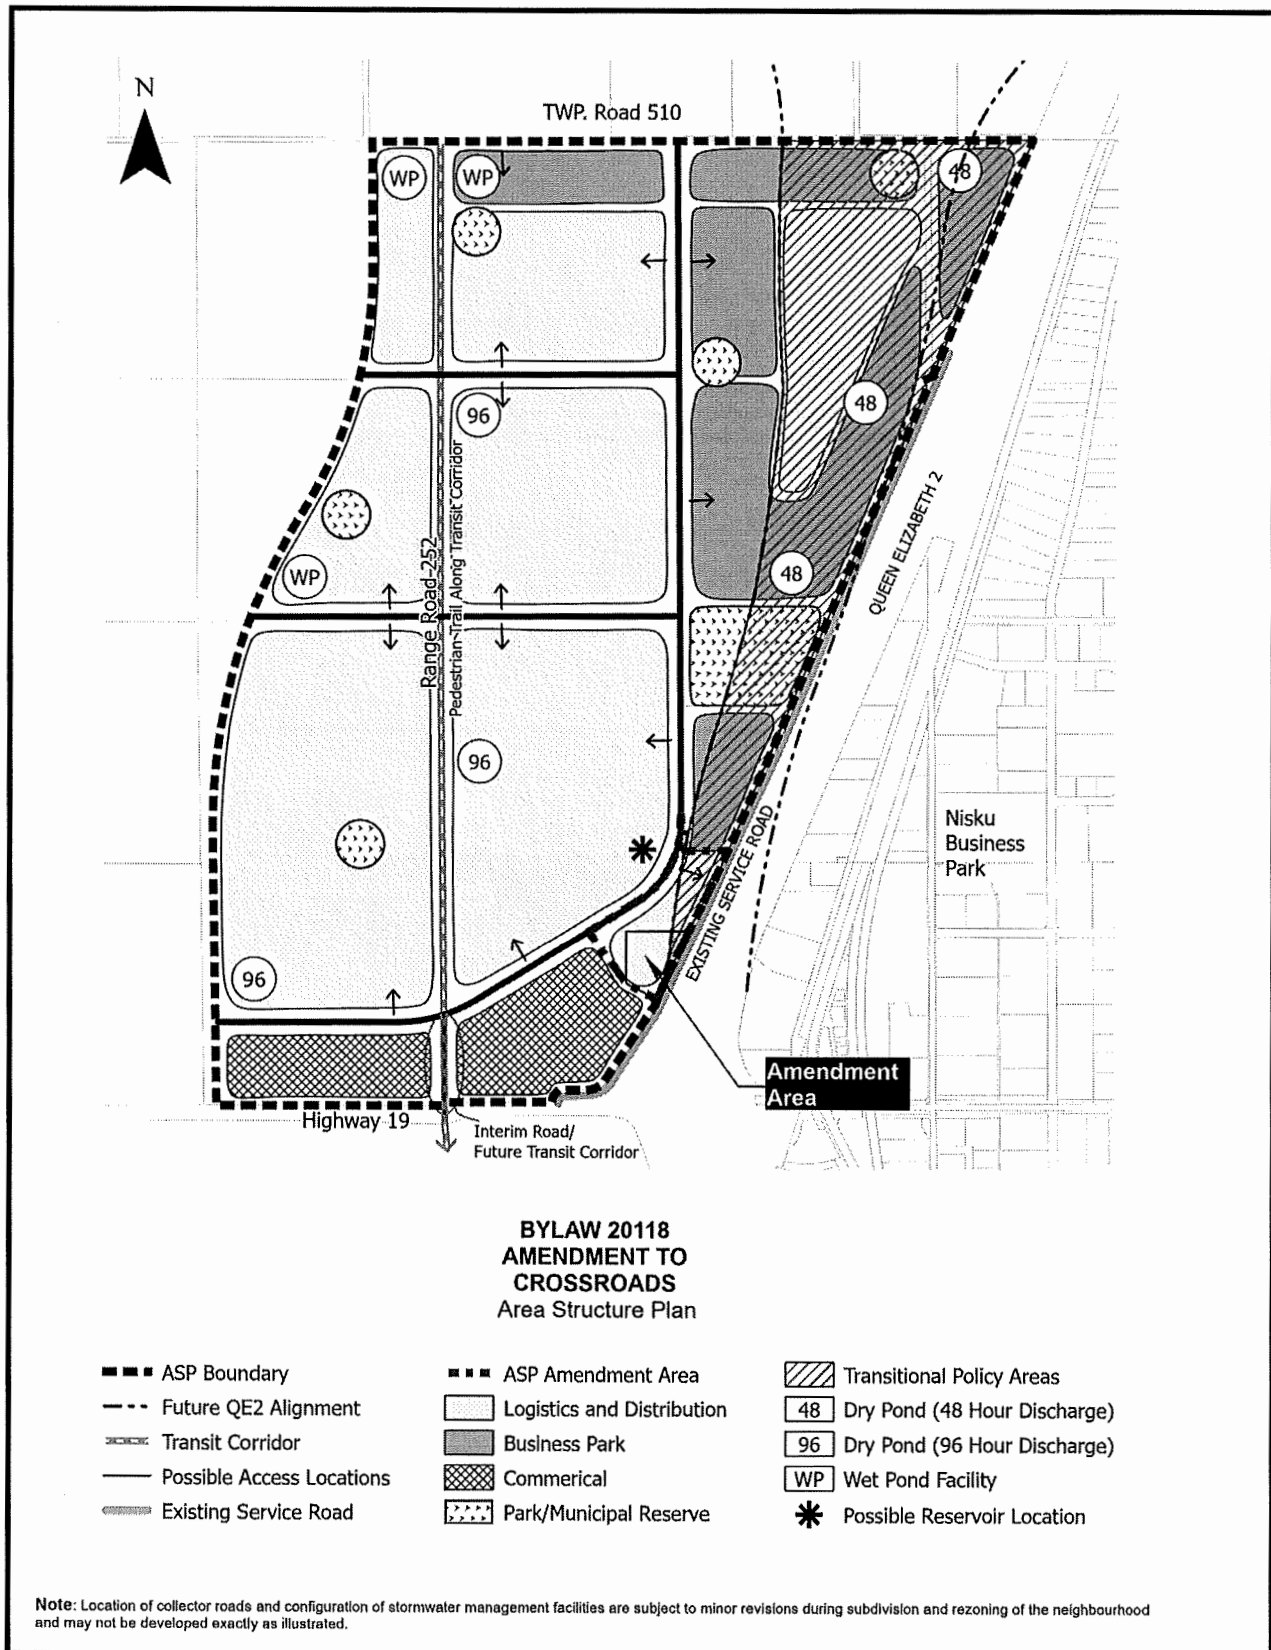 N
TWP. Road 510
WP
WP
48
96
48
Pedestrian Trail Along Transit Corridor
Range Road 252
WP
48
QUEEN ELIZABETH 2
96
Nisku
Business
Park
EXISTING SERVICE ROAD
96
Amendment
Area
Highway 19
Interim Road/
Future Transit Corridor
BYLAW 20118
AMENDMENT TO
CROSSROADS
Area Structure Plan
ASP Boundary
Future QE2 Alignment
Transit Corridor
Possible Access Locations
Existing Service Road
ASP Amendment Area
Logistics and Distribution
Business Park
Commerical
Park/Municipal Reserve
Transitional Policy Areas
48 Dry Pond (48 Hour Discharge)
96 Dry Pond (96 Hour Discharge)
WP Wet Pond Facility
Possible Reservoir Location
Note: Location of collector roads and configuration of stormwater management facilities are subject to minor revisions during subdivision and rezoning of the neighbourhood
and may not be developed exactly as illustrated.